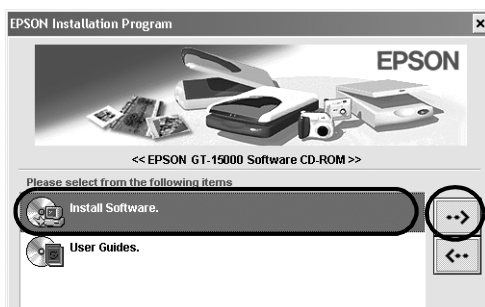 EPSON Installation Program
EPSON
<< EPSON GT-15000 Software CD-ROM >>
Please select from the following items
Install Software.
User Guides.